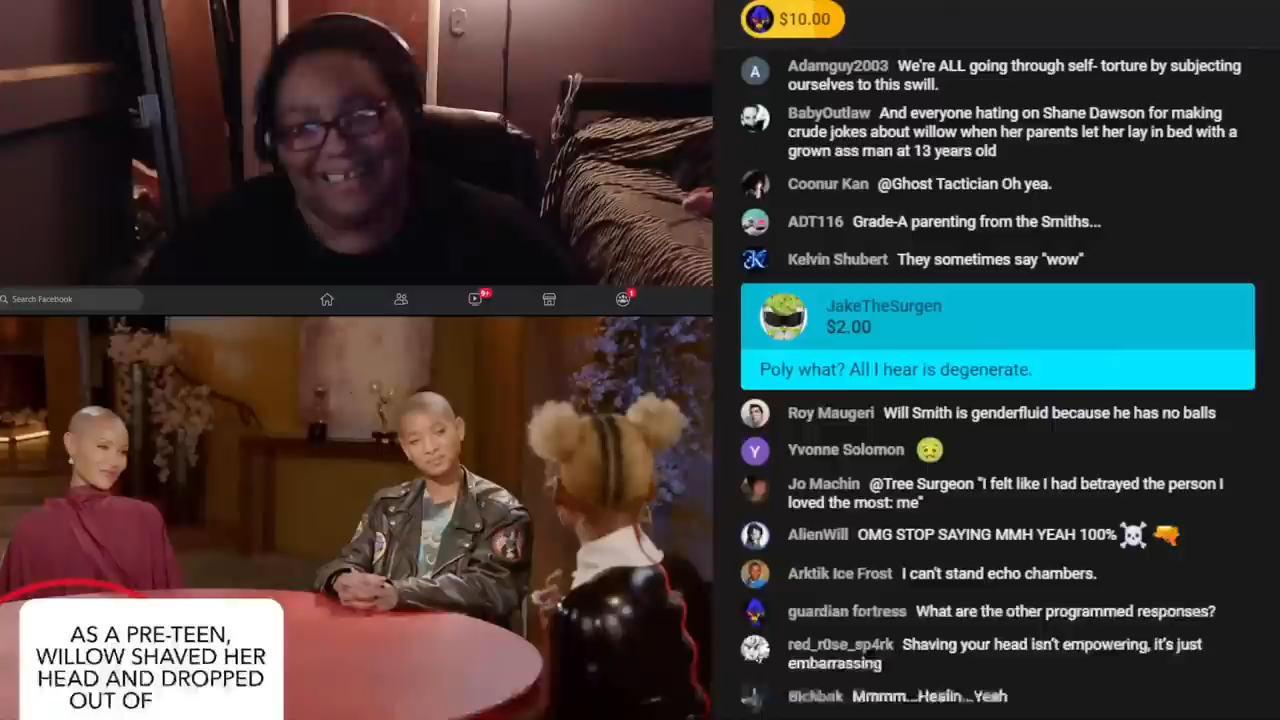 $10.00
A Adamguy2003 We're ALL going through self- torture by subjecting
ourselves to this swill.
BabyOutlaw And everyone hating on Shane Dawson for making
crude jokes about willow when her parents let her lay in bed with a
grown ass man at 13 years old
Coonur Kan @Ghost Tactician Oh yea.
ADT116 Grade-A parenting from the Smiths...
Kelvin Shubert They sometimes say "wow"
JakeTheSurgen
$2.00
Poly what? All I hear is degenerate.
Roy Maugeri Will Smith is genderfluid because he has no balls
Y Yvonne Solomon
Jo Machin @Tree Surgeon "I felt like I had betrayed the person I
loved the most: me"
AlienWill OMG STOP SAYING MMH YEAH 100%
Arktik Ice Frost I can't stand echo chambers.
guardian fortress What are the other programmed responses?
red_r0se_sp4rk Shaving your head isn't empowering, it's just
embarrassing
Mmmm...Healin...Yeah
Search Facebook
9+
1
AS A PRE-TEEN,
WILLOW SHAVED HER
HEAD AND DROPPED
OUT OF